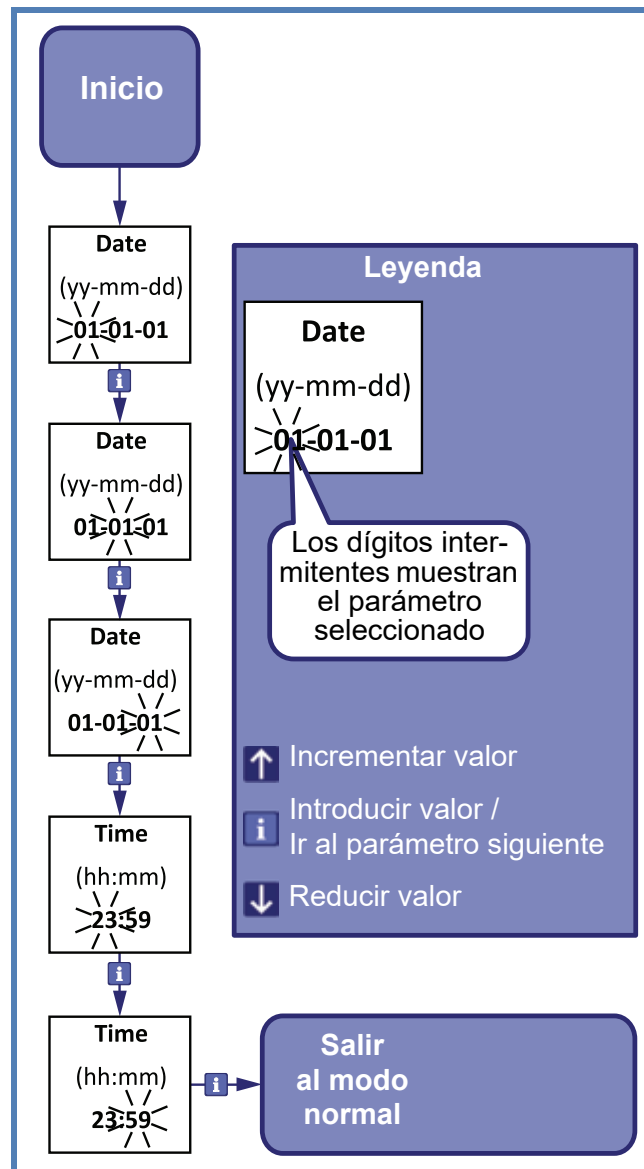 Inicio
Date
(yy-mm-dd)
01-01-01
i
Date
(yy-mm-dd)
01-01-01
i
Date
(yy-mm-dd)
01-01-01
i
Time
(hh:mm)
23:59
i
Time
(hh:mm)
23:59
i
Salir
al modo
normal
Leyenda
Date
(yy-mm-dd)
01-01-01
Los dígitos inter-
mitentes muestran
el parámetro
seleccionado
↑ Incrementar valor
i Introducir valor /
Ir al parámetro siguiente
↓ Reducir valor